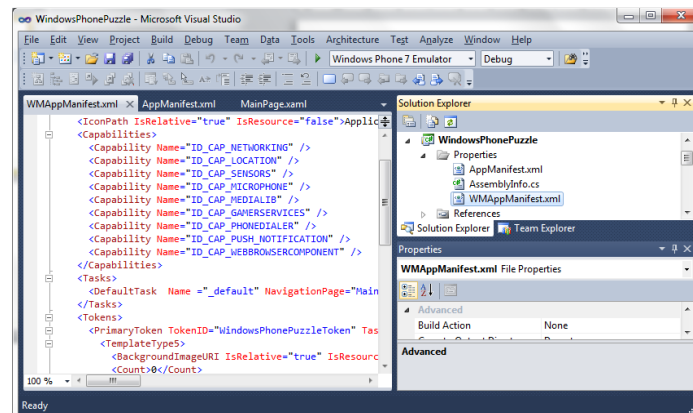 WindowsPhonePuzzle - Microsoft Visual Studio
File Edit View Project Build Debug Team Data Tools Architecture Test Analyze Window Help
Windows Phone 7 Emulator Debug
WMAppManifest.xml AppManifest.xml MainPage.xaml
<IconPath IsRelative="true" IsResource="false">Applic
<Capabilities>
<Capability Name="ID_CAP_NETWORKING" />
<Capability Name="ID_CAP_LOCATION" />
<Capability Name="ID_CAP_SENSORS" />
<Capability Name="ID_CAP_MICROPHONE" />
<Capability Name="ID_CAP_MEDIALIB" />
<Capability Name="ID_CAP_GAMERSERVICES" />
<Capability Name="ID_CAP_PHONEDIALER" />
<Capability Name="ID_CAP_PUSH_NOTIFICATION" />
<Capability Name="ID_CAP_WEBBROWSERCOMPONENT" />
</Capabilities>
<Tasks>
<DefaultTask Name ="_default" NavigationPage="Main
</Tasks>
<Tokens>
<PrimaryToken TokenID="WindowsPhonePuzzleToken" Tas
<TemplateType5>
<BackgroundImageURI IsRelative="true" IsResourc
<Count>0</Count>
100 %
Solution Explorer
WindowsPhonePuzzle
Properties
AppManifest.xml
AssemblyInfo.cs
WMAppManifest.xml
References
Solution Explorer Team Explorer
Properties
WMAppManifest.xml File Properties
Advanced
Build Action None
Advanced
Ready